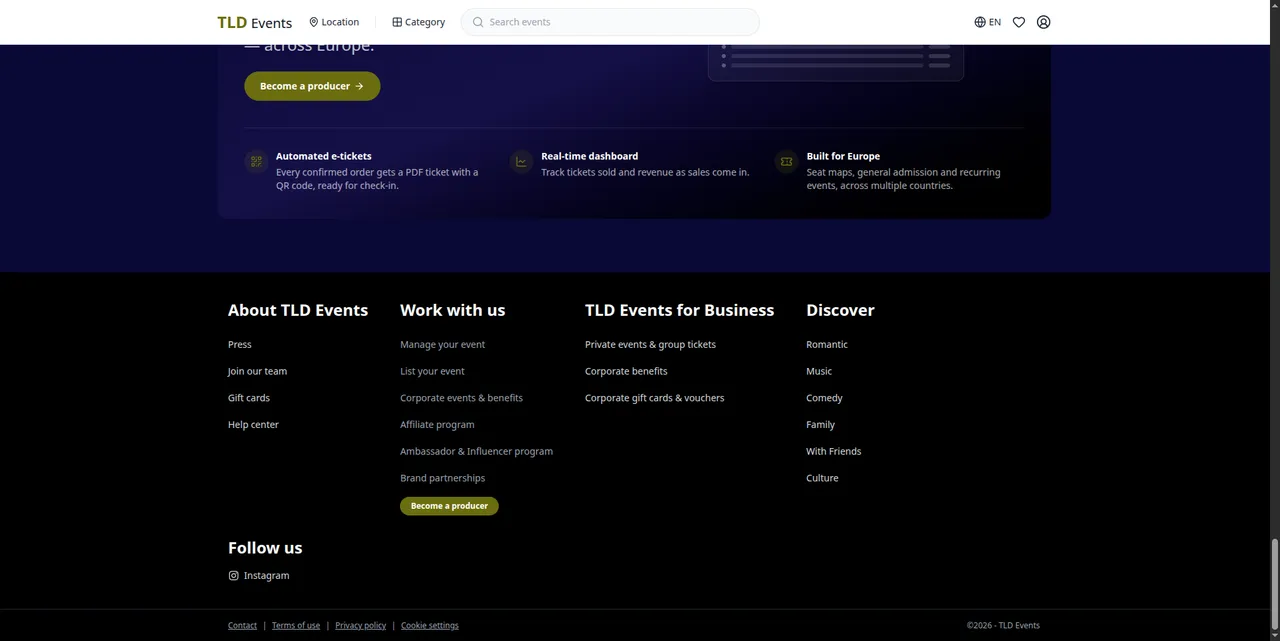 TLD Events
Location
Category
Search events
EN
— across Europe.
Become a producer →
Automated e-tickets
Every confirmed order gets a PDF ticket with a
QR code, ready for check-in.
Real-time dashboard
Track tickets sold and revenue as sales come in.
Built for Europe
Seat maps, general admission and recurring
events, across multiple countries.
About TLD Events
Press
Join our team
Gift cards
Help center
Work with us
Manage your event
List your event
Corporate events & benefits
Affiliate program
Ambassador & Influencer program
Brand partnerships
Become a producer
TLD Events for Business
Private events & group tickets
Corporate benefits
Corporate gift cards & vouchers
Discover
Romantic
Music
Comedy
Family
With Friends
Culture
Follow us
Instagram
Contact | Terms of use | Privacy policy | Cookie settings
©2026 - TLD Events